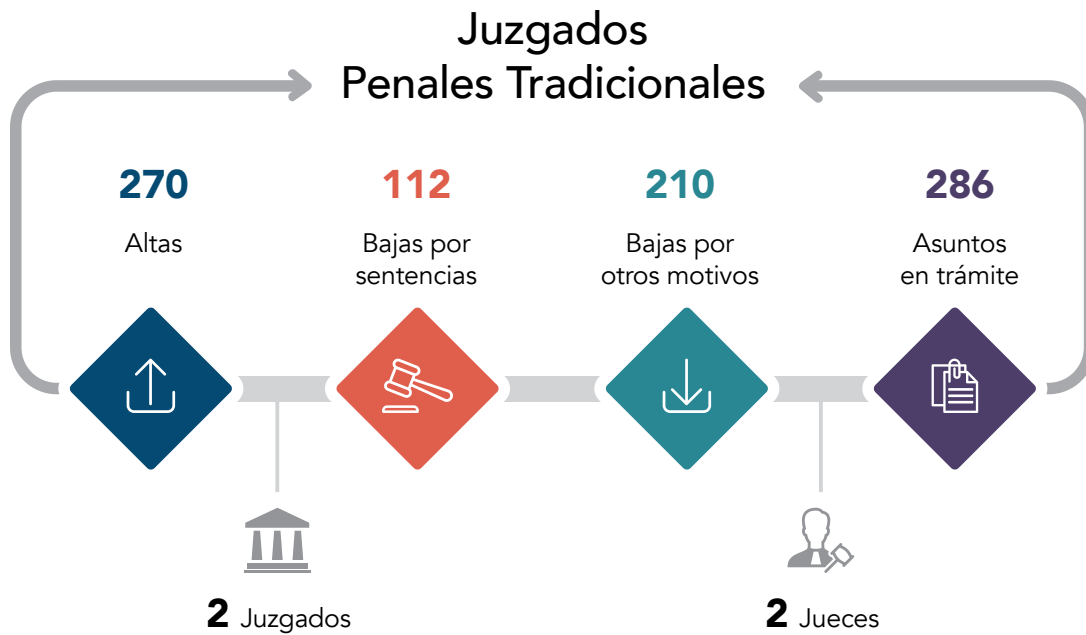 Juzgados
Penales Tradicionales
270
Altas
112
Bajas por
sentencias
210
Bajas por
otros motivos
286
Asuntos
en trámite
2 Juzgados
2 Jueces